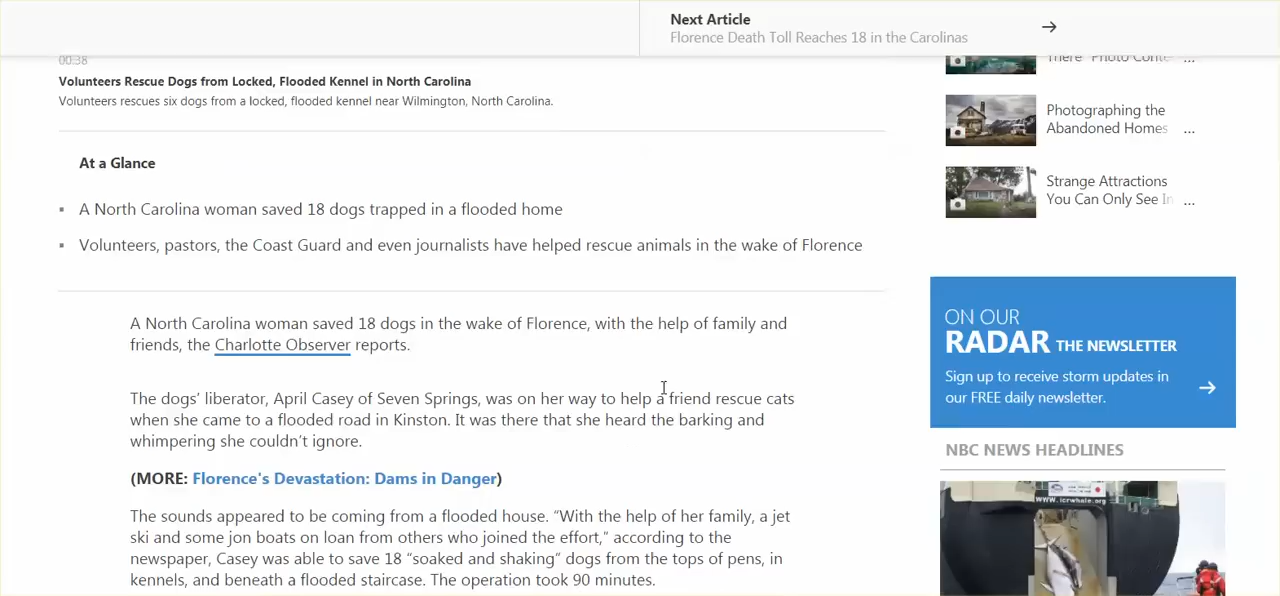 Next Article
Florence Death Toll Reaches 18 in the Carolinas
00:38
Volunteers Rescue Dogs from Locked, Flooded Kennel in North Carolina
Volunteers rescues six dogs from a locked, flooded kennel near Wilmington, North Carolina.
At a Glance
A North Carolina woman saved 18 dogs trapped in a flooded home
Volunteers, pastors, the Coast Guard and even journalists have helped rescue animals in the wake of Florence
A North Carolina woman saved 18 dogs in the wake of Florence, with the help of family and
friends, the Charlotte Observer reports.
The dogs’ liberator, April Casey of Seven Springs, was on her way to help a friend rescue cats
when she came to a flooded road in Kinston. It was there that she heard the barking and
whimpering she couldn’t ignore.
(MORE: Florence's Devastation: Dams in Danger)
The sounds appeared to be coming from a flooded house. “With the help of her family, a jet
ski and some jon boats on loan from others who joined the effort,” according to the
newspaper, Casey was able to save 18 “soaked and shaking” dogs from the tops of pens, in
kennels, and beneath a flooded staircase. The operation took 90 minutes.
There" Photo Conte ...
Photographing the
Abandoned Homes ...
Strange Attractions
You Can Only See In ...
ON OUR
RADAR THE NEWSLETTER
Sign up to receive storm updates in
our FREE daily newsletter.
NBC NEWS HEADLINES
www.icrwhale.org